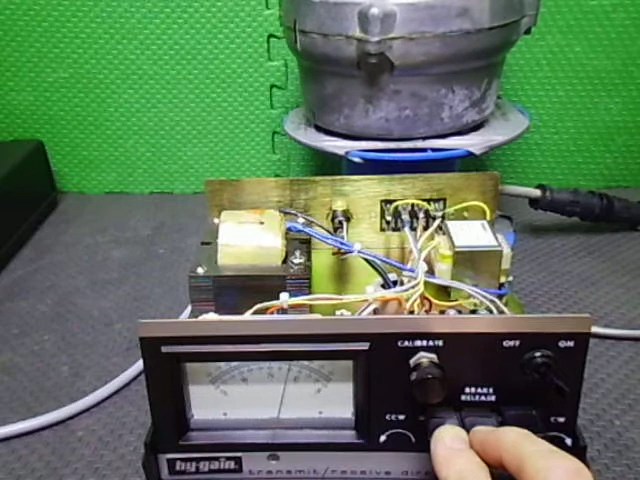 CALIBRATE
OFF
ON
BRAKE
RELEASE
CCW
CW
hy-gain.
transmit/receive